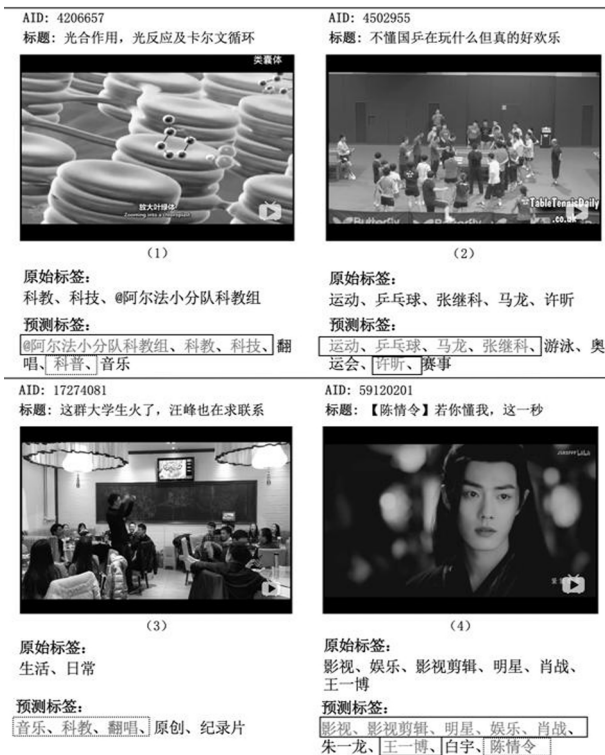 AID: 4206657
标题: 光合作用，光反应及卡尔文循环
类囊体
放大叶绿体
Zooming into a chloroplast
(1)
原始标签:
科教、科技、@阿尔法小分队科教组
预测标签:
@阿尔法小分队科教组、科教、科技、翻
唱、科普、音乐
AID: 4502955
标题: 不懂国乒在玩什么但真的好欢乐
TableTennisDaily
.co.uk
Butterfly
(2)
原始标签:
运动、乒乓球、张继科、马龙、许昕
预测标签:
运动、乒乓球、马龙、张继科、游泳、奥
运会、许昕、赛事
AID: 17274081
标题: 这群大学生火了，汪峰也在求联系
(3)
原始标签:
生活、日常
预测标签:
音乐、科教、翻唱、原创、纪录片
AID: 59120201
标题: 【陈情令】若你懂我，这一秒
(4)
原始标签:
影视、娱乐、影视剪辑、明星、肖战、
王一博
预测标签:
影视、影视剪辑、明星、娱乐、肖战、
朱一龙、王一博、白宇、陈情令